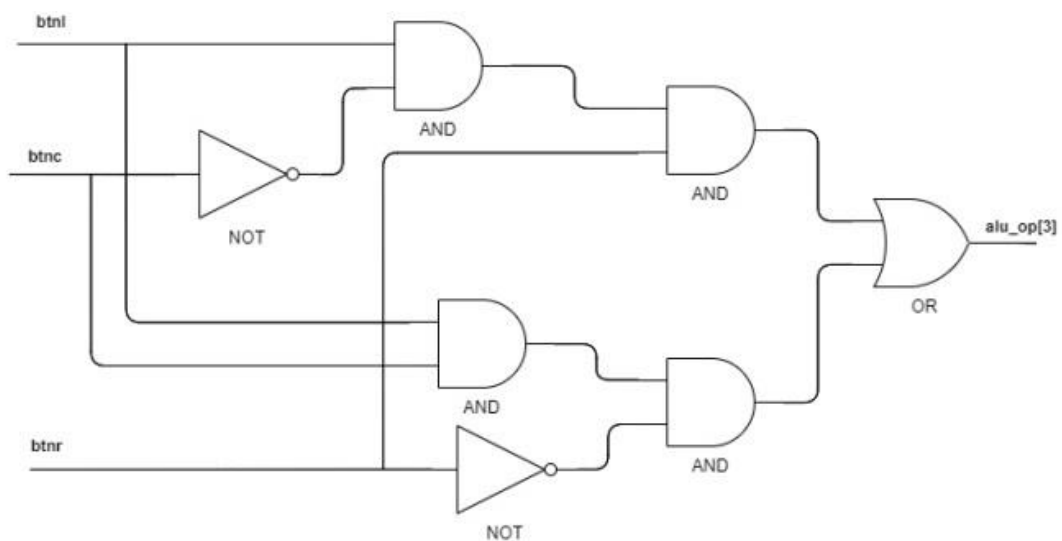 btnl
AND
btnc
AND
NOT
alu_op[3]
OR
AND
btnr
AND
NOT